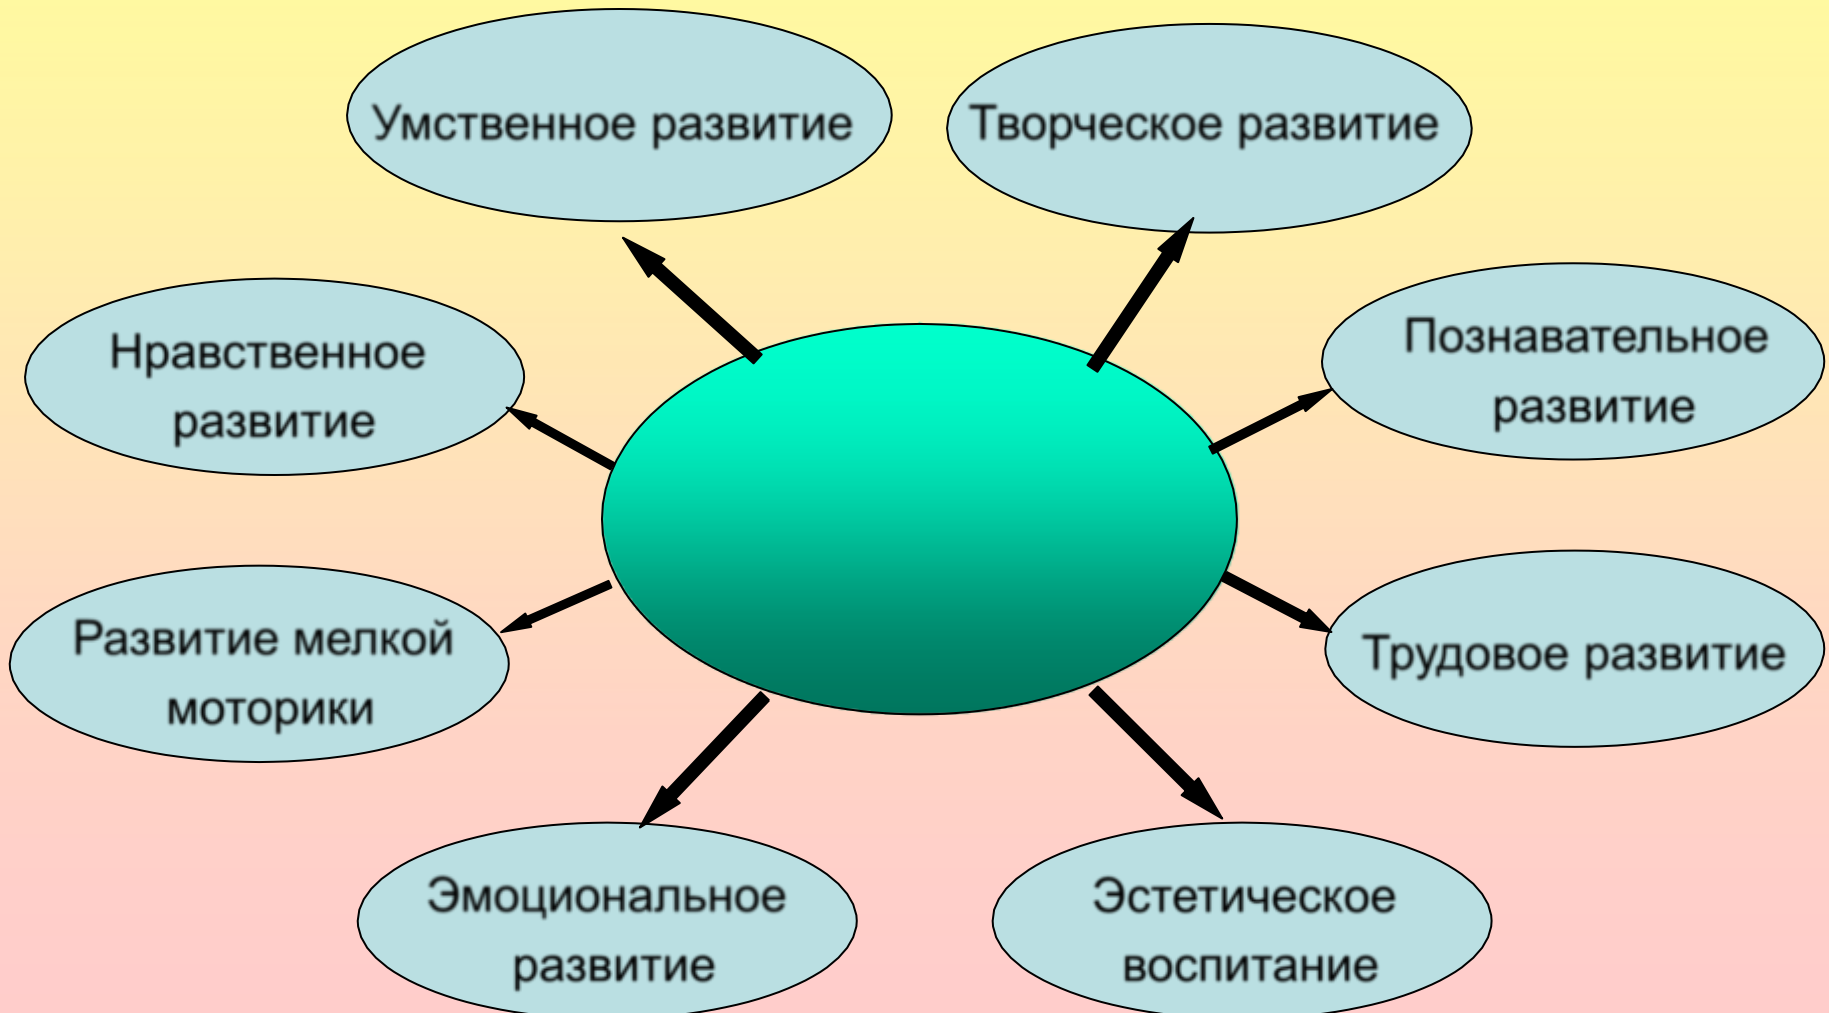 Умственное развитие
Творческое развитие
Нравственное
развитие
Познавательное
развитие
Развитие мелкой
моторики
Трудовое развитие
Эмоциональное
развитие
Эстетическое
воспитание